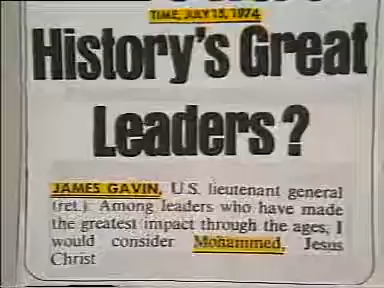 TIME, JULY 15, 1974
History's Great
Leaders?
JAMES GAVIN, U.S. lieutenant general
(ret.). Among leaders who have made
the greatest impact through the ages, I
would consider Mohammed, Jesus
Christ